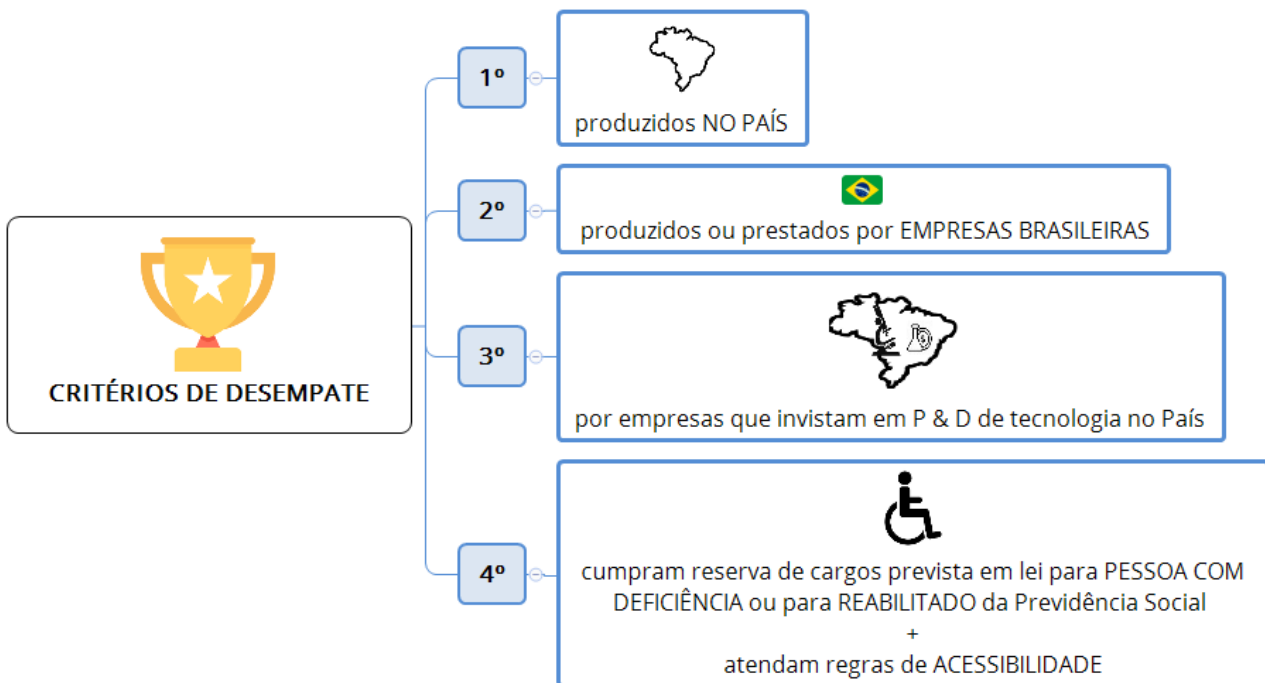 CRITÉRIOS DE DESEMPATE
1º
produzidos NO PAÍS
2º
produzidos ou prestados por EMPRESAS BRASILEIRAS
3º
por empresas que invistam em P & D de tecnologia no País
4º
cumpram reserva de cargos prevista em lei para PESSOA COM
DEFICIÊNCIA ou para REABILITADO da Previdência Social
+
atendam regras de ACESSIBILIDADE